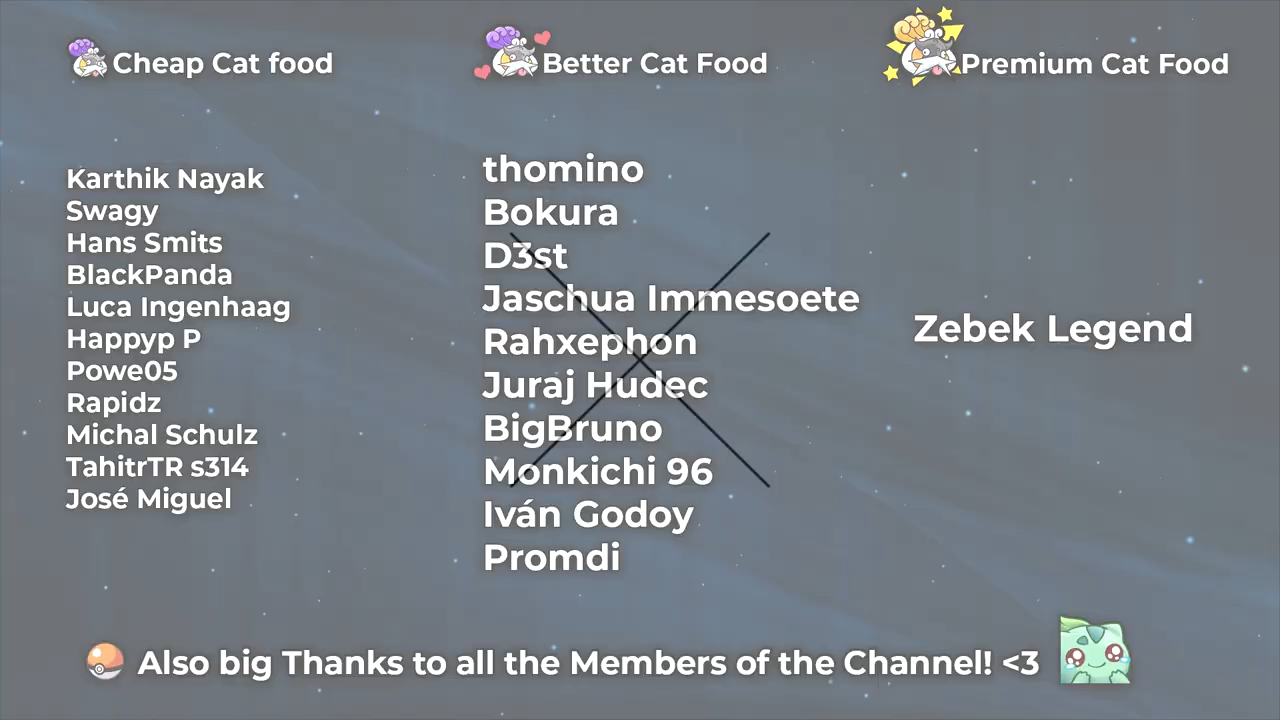 Cheap Cat food
Better Cat Food
Premium Cat Food
Karthik Nayak
Swagy
Hans Smits
BlackPanda
Luca Ingenhaag
Happyp P
Powe05
Rapidz
Michal Schulz
TahitrTR s314
José Miguel
thomino
Bokura
D3st
Jaschua Immesoete
Rahxephon
Juraj Hudec
BigBruno
Monkichi 96
Iván Godoy
Promdi
Zebek Legend
Also big Thanks to all the Members of the Channel! <3